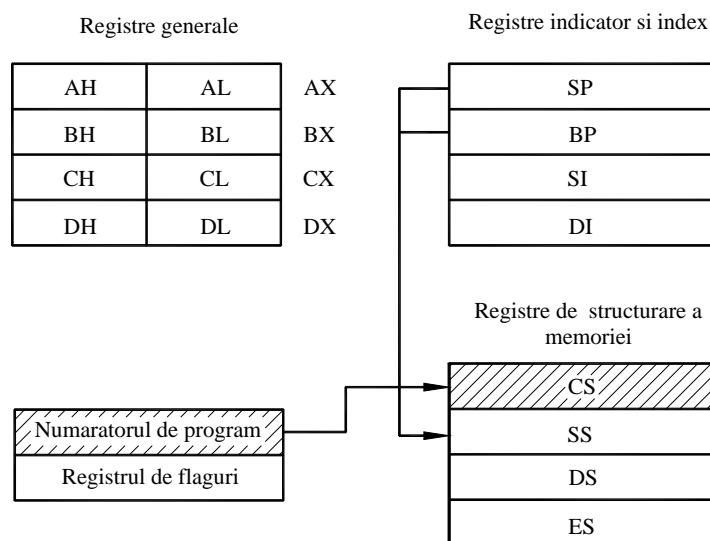 Registre generale
AH AL AX
BH BL BX
CH CL CX
DH DL DX
Registre indicator si index
SP
BP
SI
DI
Registre de structurare a
memoriei
CS
SS
DS
ES
Numaratorul de program
Registrul de flaguri